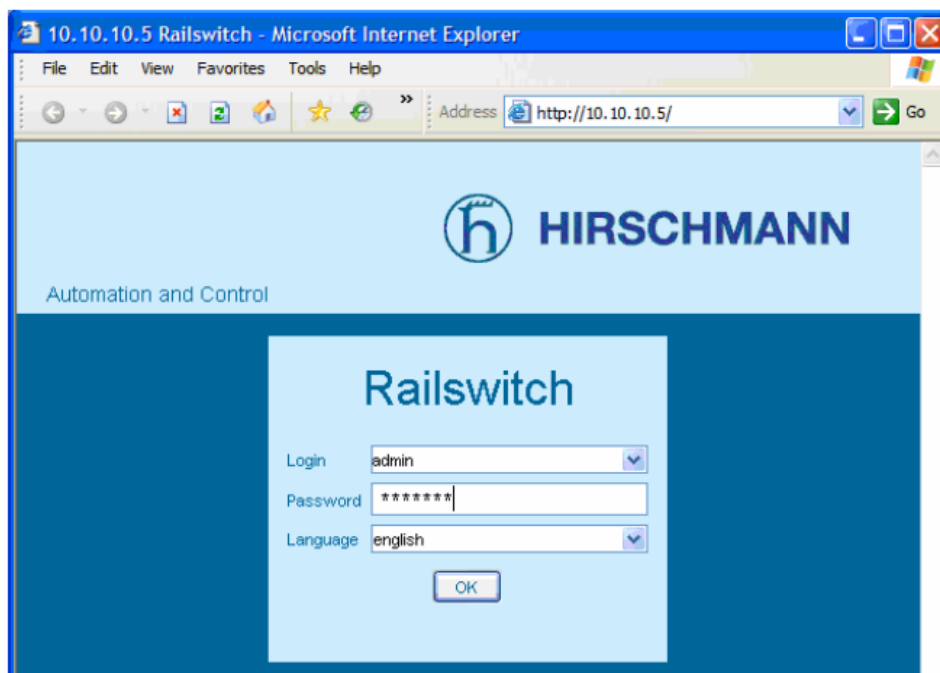 10.10.10.5 Railswitch - Microsoft Internet Explorer
File Edit View Favorites Tools Help
» Address http://10.10.10.5/ Go
HIRSCHMANN
Automation and Control
Railswitch
Login admin
Password *******
Language english
OK